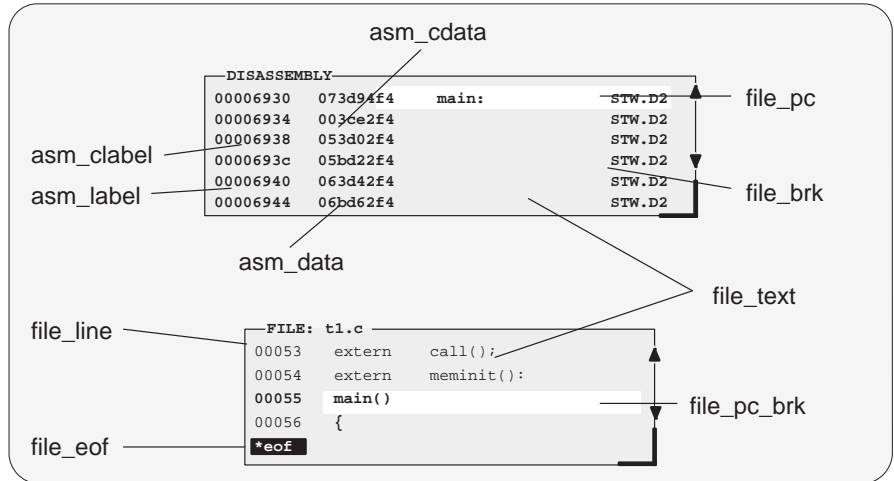 asm_cdata
DISASSEMBLY
00006930 073d94f4 main: STW.D2
file_pc
00006934 003ce2f4 STW.D2
00006938 053d02f4 STW.D2
asm_clabel
0000693c 05bd22f4 STW.D2
00006940 063d42f4 STW.D2
asm_label
file_brk
00006944 06bd62f4 STW.D2
asm_data
file_text
file_line
FILE: t1.c
00053 extern call();
00054 extern meminit():
00055 main()
file_pc_brk
00056 {
file_eof
*eof